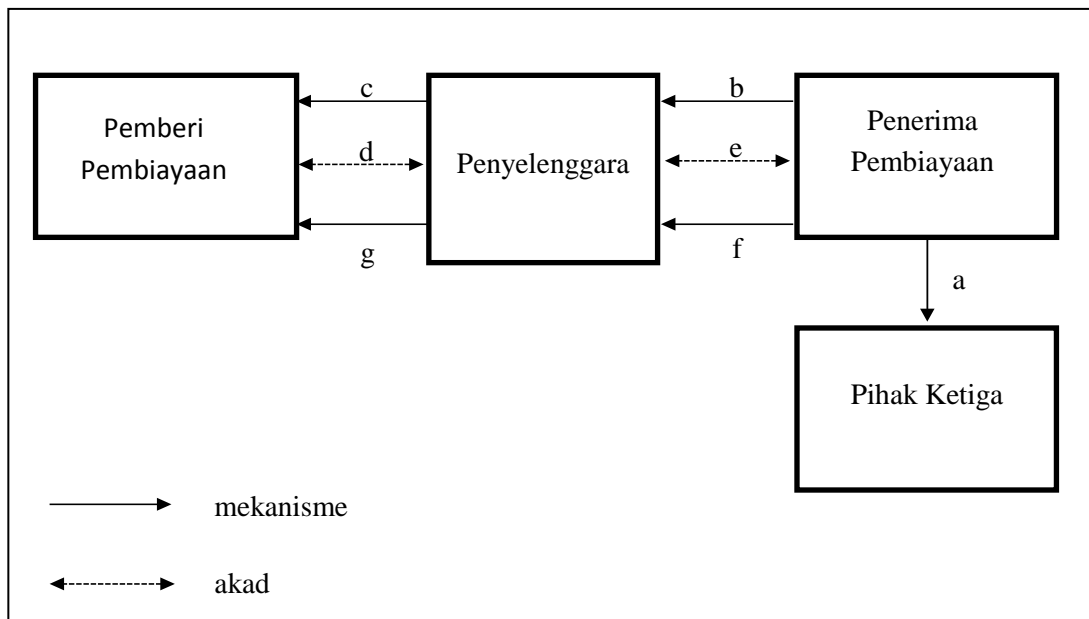 Pemberi
Pembiayaan
c
d
g
Penyelenggara
b
e
f
Penerima
Pembiayaan
a
Pihak Ketiga
mekanisme
akad